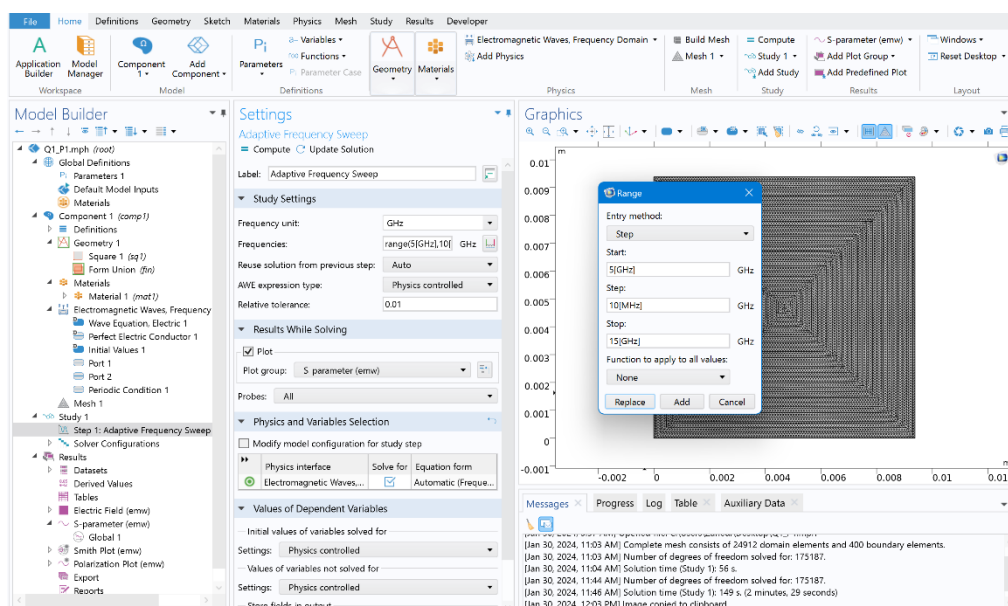 File Home Definitions Geometry Sketch Materials Physics Mesh Study Results Developer
Application Builder
Model Manager
Workspace
Component 1
Add Component
Model
Pi
Parameters
a= Variables
f(x) Functions
Pi Parameter Case
Definitions
Geometry
Materials
Electromagnetic Waves, Frequency Domain
Add Physics
Physics
Build Mesh
Mesh 1
Mesh
= Compute
Study 1
Add Study
Study
S-parameter (emw)
Add Plot Group
Add Predefined Plot
Results
Windows
Reset Desktop
Layout
Model Builder
Q1_P1.mph (root)
Global Definitions
Pi Parameters 1
Default Model Inputs
Materials
Component 1 (comp1)
Definitions
Geometry 1
Square 1 (sq1)
Form Union (fin)
Materials
Material 1 (mat1)
Electromagnetic Waves, Frequency
Wave Equation, Electric 1
Perfect Electric Conductor 1
Initial Values 1
Port 1
Port 2
Periodic Condition 1
Mesh 1
Study 1
Step 1: Adaptive Frequency Sweep
Solver Configurations
Results
Datasets
Derived Values
Tables
Electric Field (emw)
S-parameter (emw)
Global 1
Smith Plot (emw)
Polarization Plot (emw)
Export
Reports
Settings
Adaptive Frequency Sweep
= Compute Update Solution
Label: Adaptive Frequency Sweep
Study Settings
Frequency unit: GHz
Frequencies: range(5[GHz],10[ GHz
Reuse solution from previous step: Auto
AWE expression type: Physics controlled
Relative tolerance: 0.01
Results While Solving
Plot
Plot group: S-parameter (emw)
Probes: All
Physics and Variables Selection
Modify model configuration for study step
Physics interface Solve for Equation form
Electromagnetic Waves,... Automatic (Freque...
Values of Dependent Variables
Initial values of variables solved for
Settings: Physics controlled
Values of variables not solved for
Settings: Physics controlled
Store fields in output
Graphics
m
0.01
0.009
0.008
0.007
0.006
0.005
0.004
0.003
0.002
0.001
0
-0.001
-0.002 0 0.002 0.004 0.006 0.008 0.01
m
Range
Entry method:
Step
Start:
5[GHz] GHz
Step:
10[MHz] GHz
Stop:
15[GHz] GHz
Function to apply to all values:
None
Replace Add Cancel
Messages Progress Log Table Auxiliary Data
[Jan 30, 2024, 11:03 AM] Complete mesh consists of 24912 domain elements and 400 boundary elements.
[Jan 30, 2024, 11:03 AM] Number of degrees of freedom solved for: 175187.
[Jan 30, 2024, 11:04 AM] Solution time (Study 1): 56 s.
[Jan 30, 2024, 11:44 AM] Number of degrees of freedom solved for: 175187.
[Jan 30, 2024, 11:46 AM] Solution time (Study 1): 149 s. (2 minutes, 29 seconds)
[Jan 30, 2024, 12:03 PM] Image copied to clipboard.